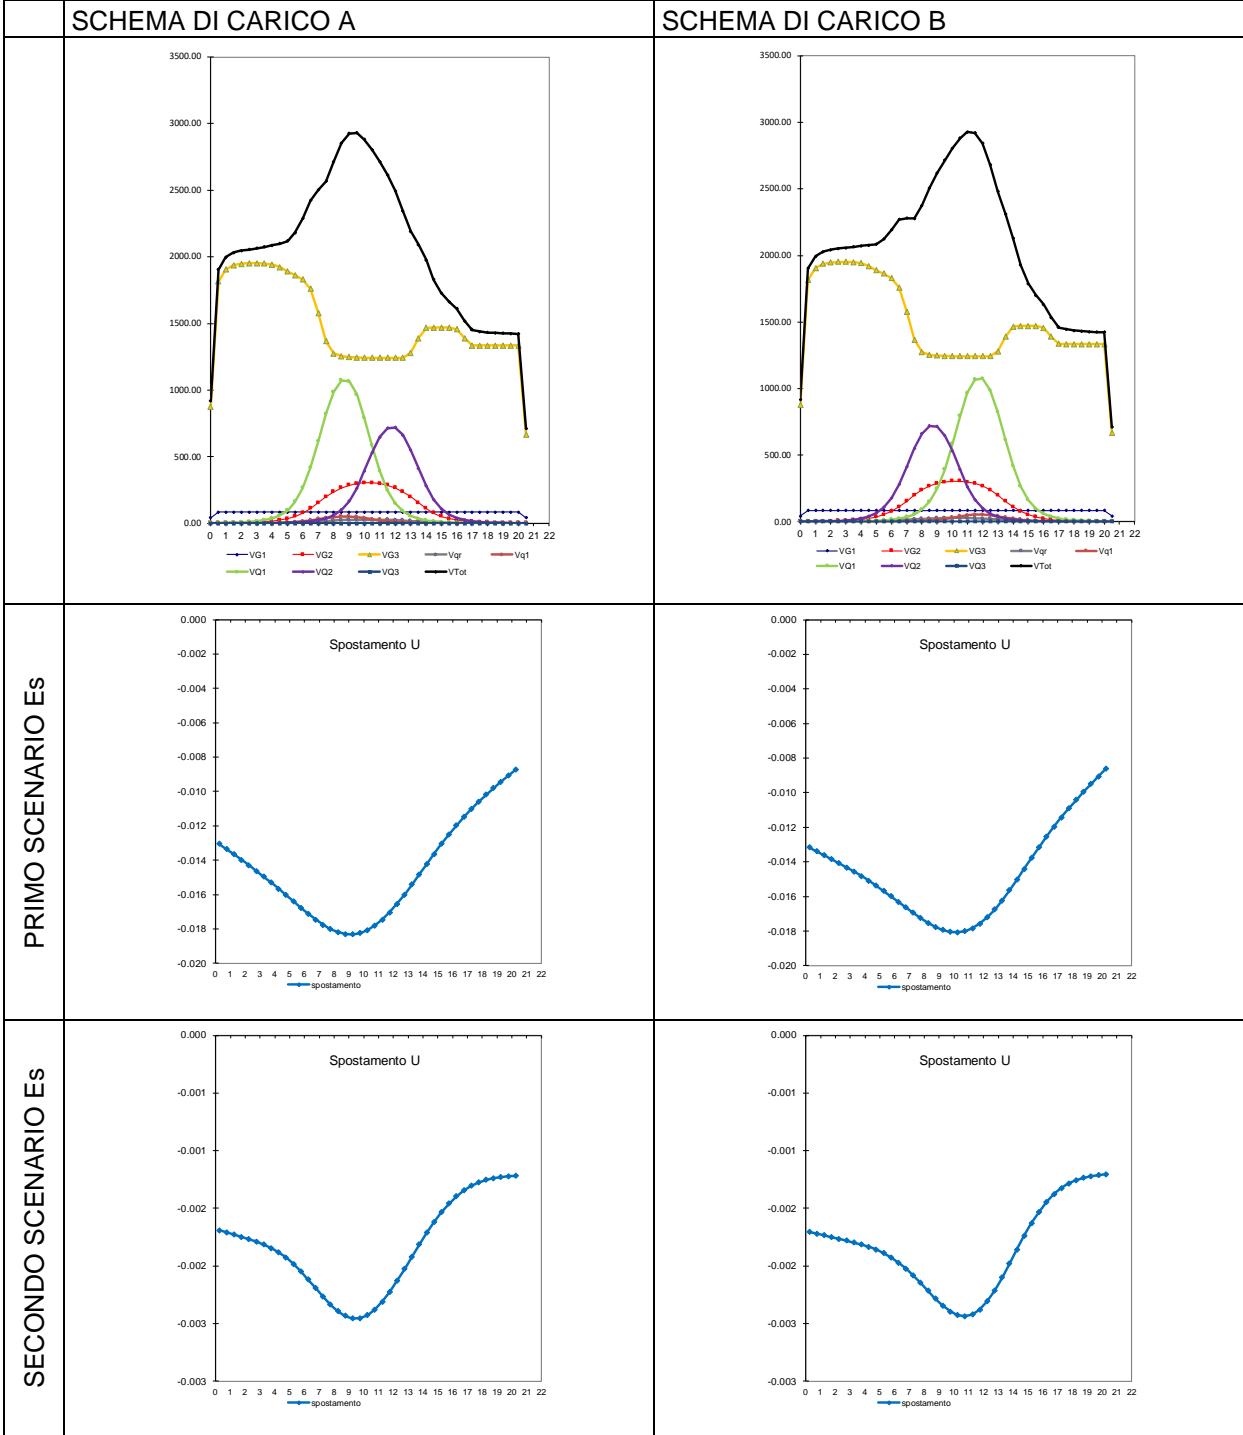 SCHEMA DI CARICO A
SCHEMA DI CARICO B
3500.00
3000.00
2500.00
2000.00
1500.00
1000.00
500.00
0.00
0 1 2 3 4 5 6 7 8 9 10 11 12 13 14 15 16 17 18 19 20 21 22
VG1 VG2 VG3 Vqr Vq1
VQ1 VQ2 VQ3 VTot
3500.00
3000.00
2500.00
2000.00
1500.00
1000.00
500.00
0.00
0 1 2 3 4 5 6 7 8 9 10 11 12 13 14 15 16 17 18 19 20 21 22
VG1 VG2 VG3 Vqr Vq1
VQ1 VQ2 VQ3 VTot
PRIMO SCENARIO Es
Spostamento U
0.000
-0.002
-0.004
-0.006
-0.008
-0.010
-0.012
-0.014
-0.016
-0.018
-0.020
0 1 2 3 4 5 6 7 8 9 10 11 12 13 14 15 16 17 18 19 20 21 22
spostamento
Spostamento U
0.000
-0.002
-0.004
-0.006
-0.008
-0.010
-0.012
-0.014
-0.016
-0.018
-0.020
0 1 2 3 4 5 6 7 8 9 10 11 12 13 14 15 16 17 18 19 20 21 22
spostamento
SECONDO SCENARIO Es
Spostamento U
0.000
-0.001
-0.001
-0.002
-0.002
-0.003
-0.003
0 1 2 3 4 5 6 7 8 9 10 11 12 13 14 15 16 17 18 19 20 21 22
spostamento
Spostamento U
0.000
-0.001
-0.001
-0.002
-0.002
-0.003
-0.003
0 1 2 3 4 5 6 7 8 9 10 11 12 13 14 15 16 17 18 19 20 21 22
spostamento